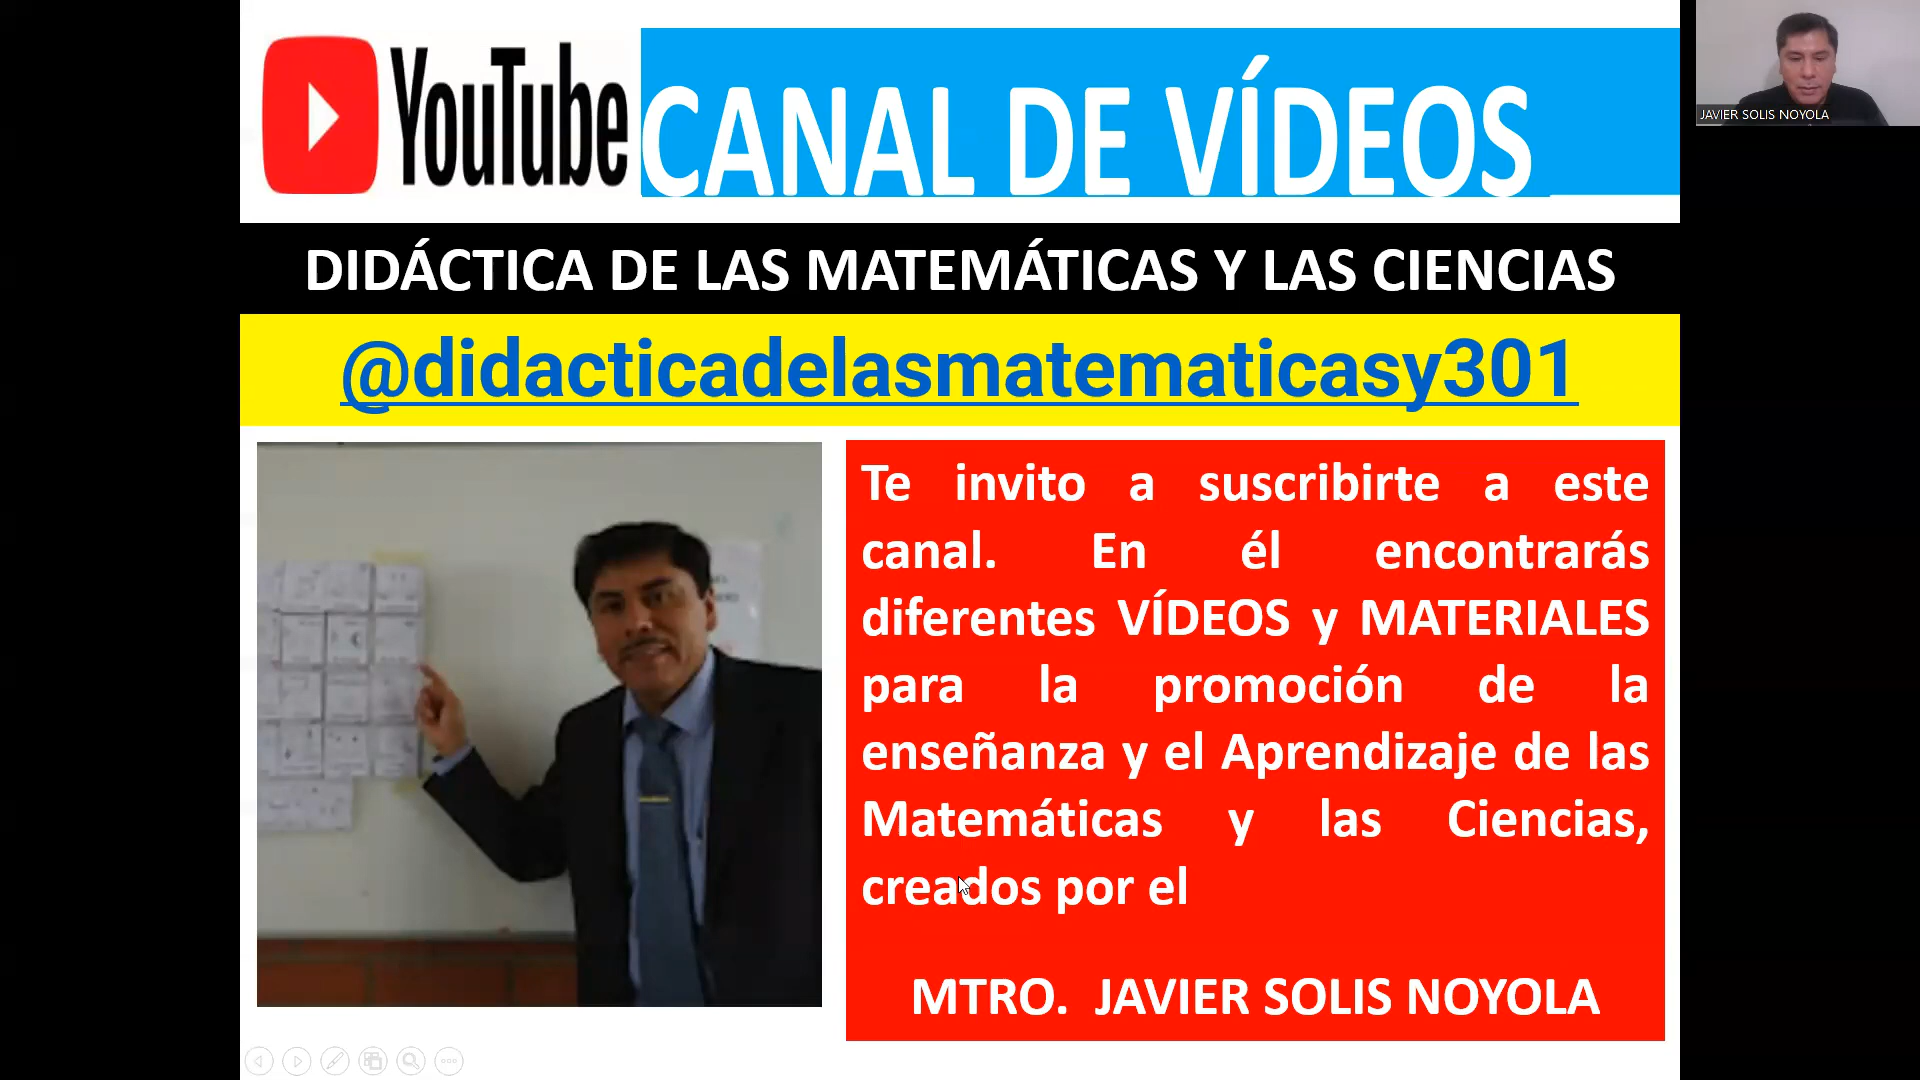 YouTube CANAL DE VÍDEOS
JAVIER SOLIS NOYOLA
DIDÁCTICA DE LAS MATEMÁTICAS Y LAS CIENCIAS
@didacticadelasmatematicasy301
Te invito a suscribirte a este
canal. En él encontrarás
diferentes VÍDEOS y MATERIALES
para la promoción de la
enseñanza y el Aprendizaje de las
Matemáticas y las Ciencias,
creados por el
MTRO. JAVIER SOLIS NOYOLA